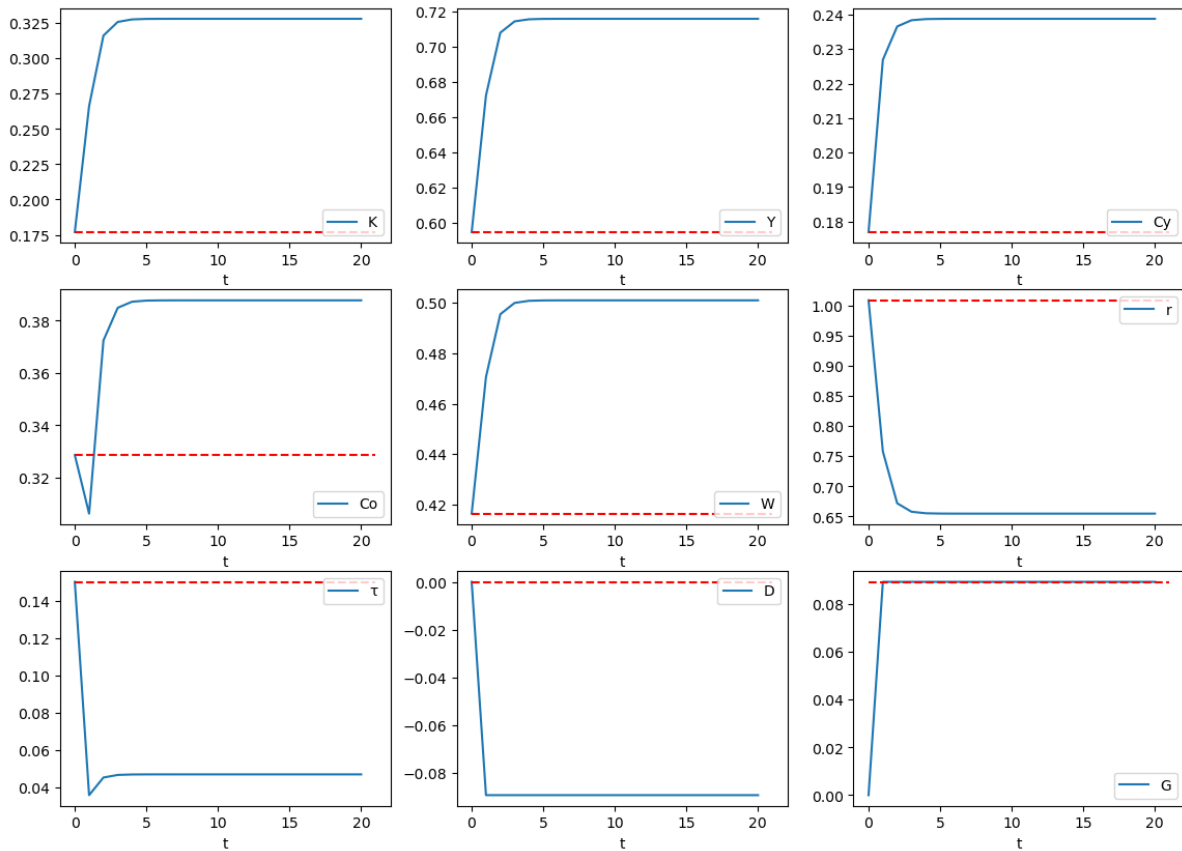 0.325
0.300
0.275
0.250
0.225
0.200
0.175
K
0 5 10 15 20
t
0.72
0.70
0.68
0.66
0.64
0.62
0.60
Y
0 5 10 15 20
t
0.24
0.23
0.22
0.21
0.20
0.19
0.18
Cy
0 5 10 15 20
t
0.38
0.36
0.34
0.32
Co
0 5 10 15 20
t
0.50
0.48
0.46
0.44
0.42
W
0 5 10 15 20
t
1.00
0.95
0.90
0.85
0.80
0.75
0.70
0.65
r
0 5 10 15 20
t
0.14
0.12
0.10
0.08
0.06
0.04
τ
0 5 10 15 20
t
0.00
−0.02
−0.04
−0.06
−0.08
D
0 5 10 15 20
t
0.08
0.06
0.04
0.02
0.00
G
0 5 10 15 20
t